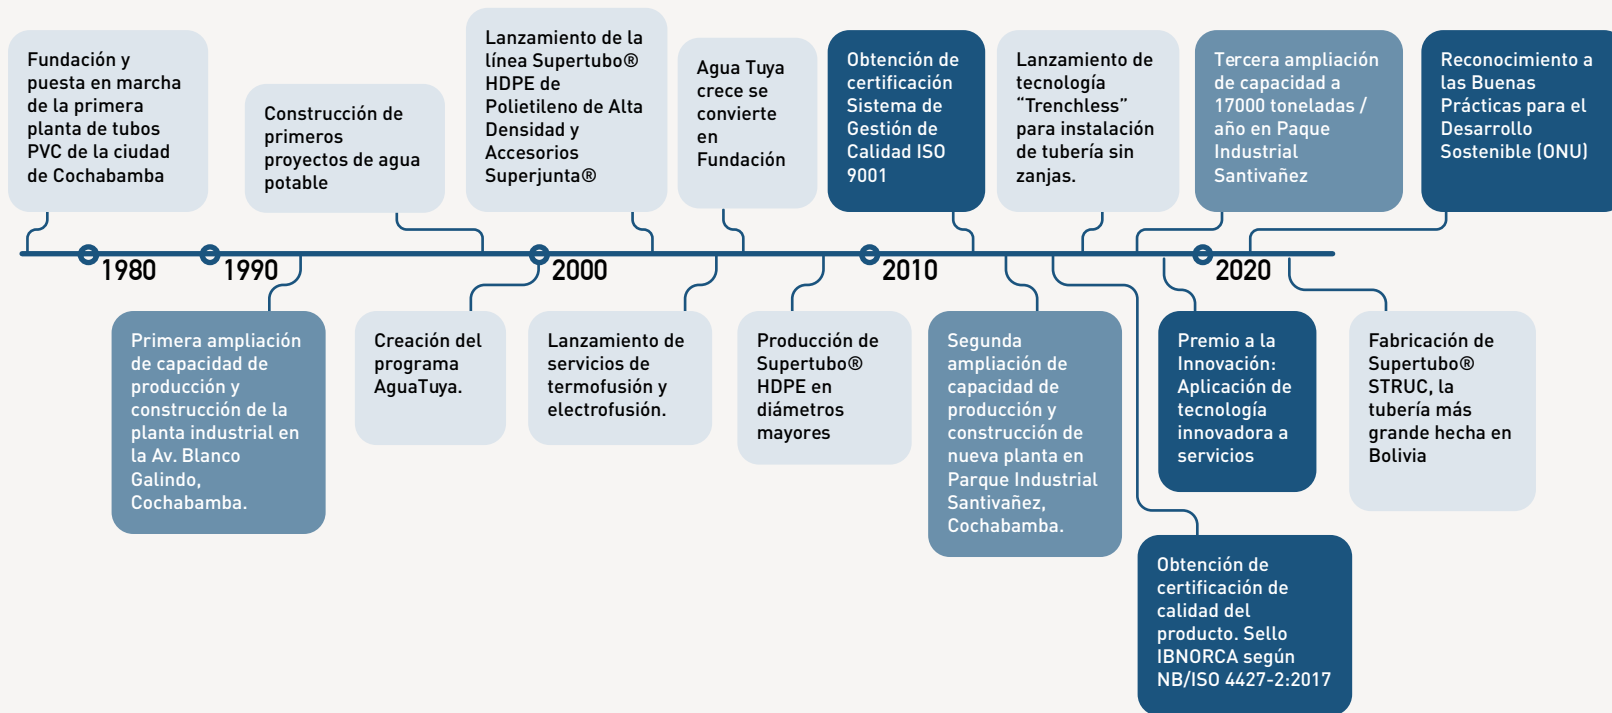 Fundación y
puesta en marcha
de la primera
planta de tubos
PVC de la ciudad
de Cochabamba
Construcción de
primeros
proyectos de agua
potable
Lanzamiento de la
línea Supertubo®
HDPE de
Polietileno de Alta
Densidad y
Accesorios
Superjunta®
Agua Tuya
crece se
convierte
en
Fundación
Obtención de
certificación
Sistema de
Gestión de
Calidad ISO
9001
Lanzamiento de
tecnología
“Trenchless”
para instalación
de tubería sin
zanjas.
Tercera ampliación
de capacidad a
17000 toneladas /
año en Paque
Industrial
Santivañez
Reconocimiento a
las Buenas
Prácticas para el
Desarrollo
Sostenible (ONU)
1980
1990
2000
2010
2020
Primera ampliación
de capacidad de
producción y
construcción de la
planta industrial en
la Av. Blanco
Galindo,
Cochabamba.
Creación del
programa
AguaTuya.
Lanzamiento de
servicios de
termofusión y
electrofusión.
Producción de
Supertubo®
HDPE en
diámetros
mayores
Segunda
ampliación de
capacidad de
producción y
construcción de
nueva planta en
Parque Industrial
Santivañez,
Cochabamba.
Premio a la
Innovación:
Aplicación de
tecnología
innovadora a
servicios
Fabricación de
Supertubo®
STRUC, la
tubería más
grande hecha en
Bolivia
Obtención de
certificación de
calidad del
producto. Sello
IBNORCA según
NB/ISO 4427-2:2017